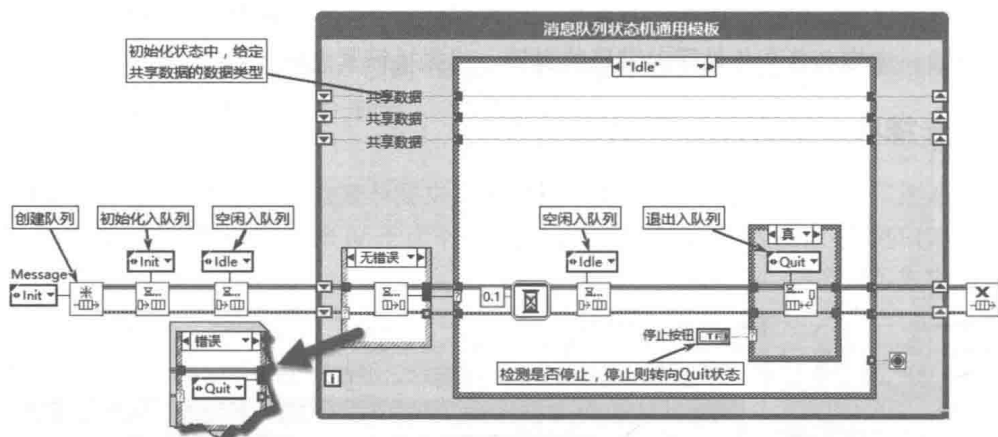 消息队列状态机通用模板
初始化状态中，给定
共享数据的数据类型
"Idle"
共享数据
共享数据
共享数据
创建队列
初始化入队列
空闲入队列
空闲入队列
退出入队列
Message
Init
Init
Idle
无错误
0.1
Idle
真
Quit
停止按钮
TF
检测是否停止，停止则转向Quit状态
错误
Quit
i